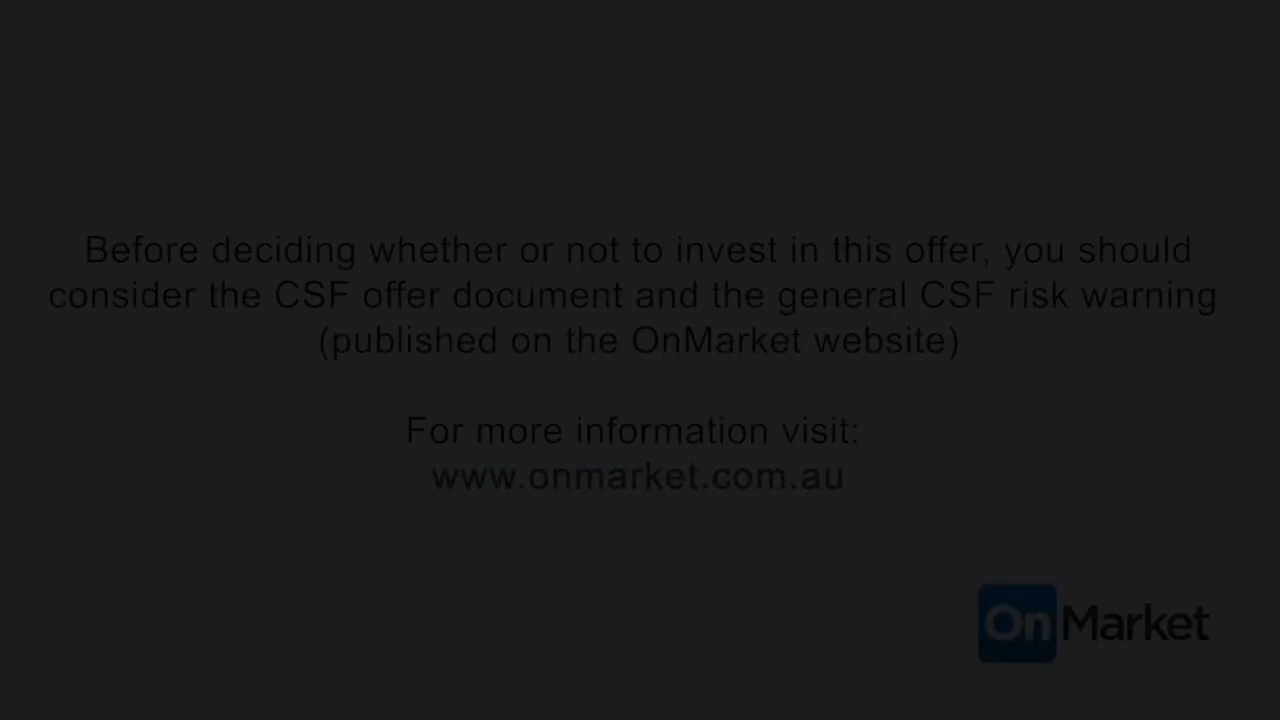 Before deciding whether or not to invest in this offer, you should
consider the CSF offer document and the general CSF risk warning
(published on the OnMarket website)
For more information visit:
www.onmarket.com.au
OnMarket